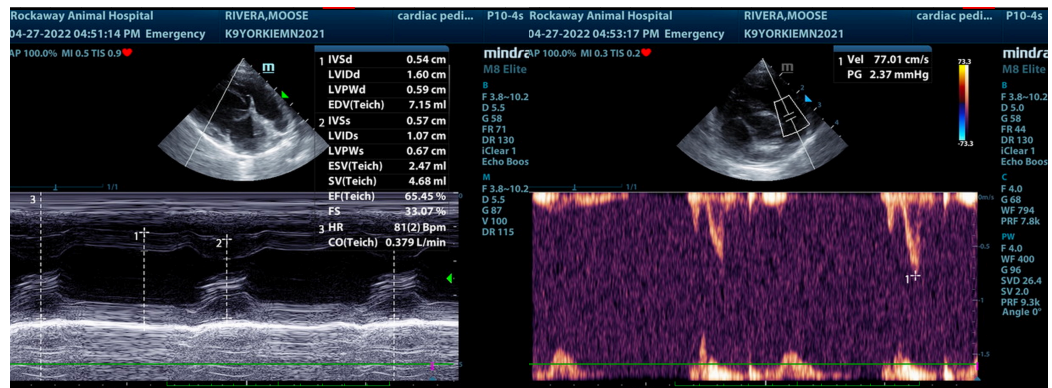 Rockaway Animal Hospital RIVERA,MOOSE cardiac pedi... P10-4s
04-27-2022 04:51:14 PM Emergency K9YORKIEMN2021
AP 100.0% MI 0.5 TIS 0.9
m
mindra
M8 Elite
1 IVSd 0.54 cm
LVIDd 1.60 cm
LVPWd 0.59 cm
EDV(Teich) 7.15 ml
2 IVSs 0.57 cm
LVIDs 1.07 cm
LVPWs 0.67 cm
ESV(Teich) 2.47 ml
SV(Teich) 4.68 ml
EF(Teich) 65.45 %
FS 33.07 %
3 HR 81(2) Bpm
CO(Teich) 0.379 L/min
B
F 3.8~10.2
D 5.5
G 58
FR 71
DR 130
iClear 1
Echo Boos
M
F 3.8~10.2
D 5.5
G 87
V 100
DR 115
1/1
3
1
2
Rockaway Animal Hospital RIVERA,MOOSE cardiac pedi... P10-4s
04-27-2022 04:53:17 PM Emergency K9YORKIEMN2021
AP 100.0% MI 0.3 TIS 0.2
m
mindra
M8 Elite
1 Vel 77.01 cm/s
PG 2.37 mmHg
73.3
-73.3
B
F 3.8~10.2
D 5.0
G 58
FR 44
DR 130
iClear 1
Echo Boos
C
F 4.0
G 68
WF 794
PRF 7.8k
PW
F 4.0
WF 400
G 96
SVD 26.4
SV 2.0
PRF 9.3k
Angle 0°
1/1
0m/s
-0.5
-1
-1.5
1